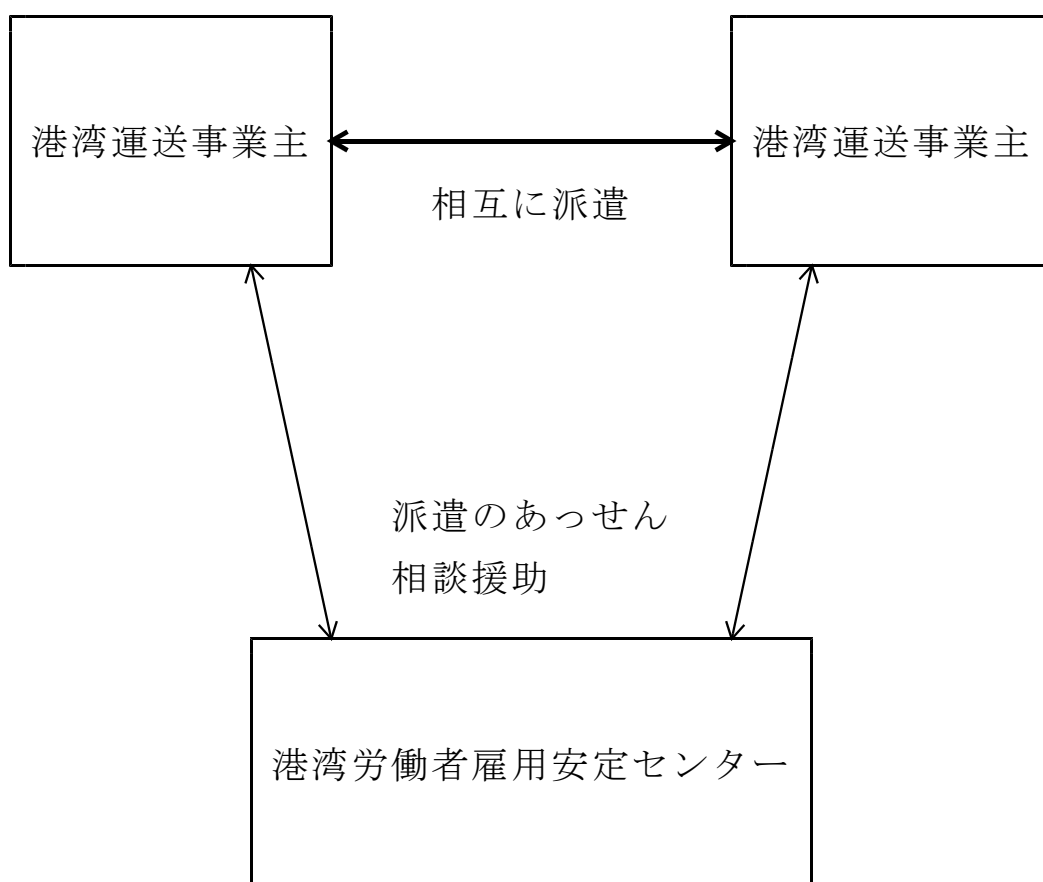 港湾運送事業主
港湾運送事業主
相互に派遣
派遣のあっせん
相談援助
港湾労働者雇用安定センター